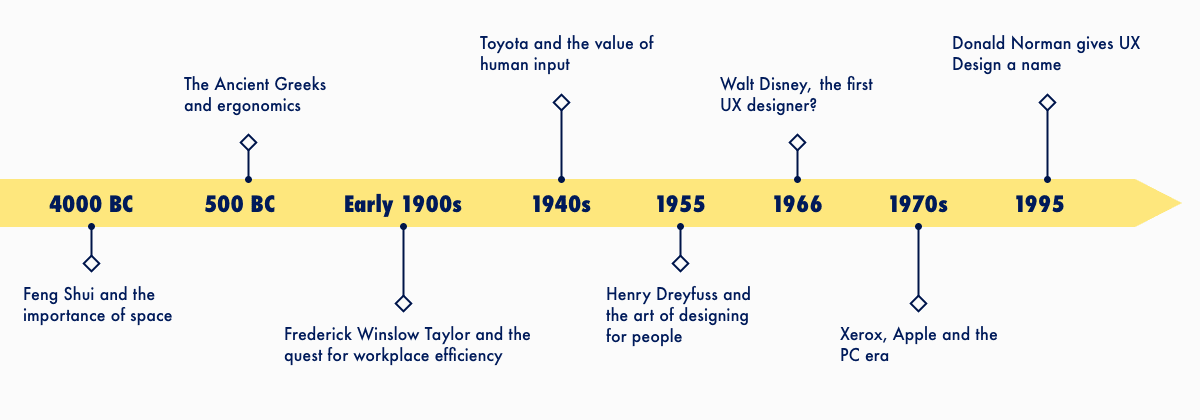 Toyota and the value of
human input
Donald Norman gives UX
Design a name
The Ancient Greeks
and ergonomics
Walt Disney, the first
UX designer?
4000 BC
500 BC
Early 1900s
1940s
1955
1966
1970s
1995
Feng Shui and the
importance of space
Henry Dreyfuss and
the art of designing
for people
Frederick Winslow Taylor and the
quest for workplace efficiency
Xerox, Apple and the
PC era